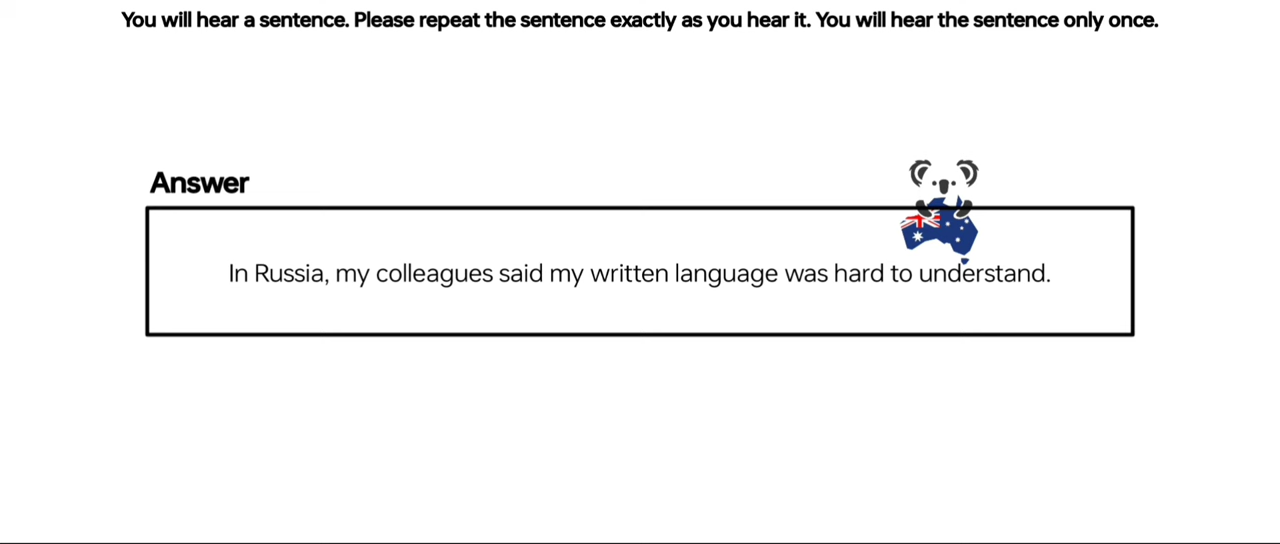 You will hear a sentence. Please repeat the sentence exactly as you hear it. You will hear the sentence only once.
Answer
In Russia, my colleagues said my written language was hard to understand.